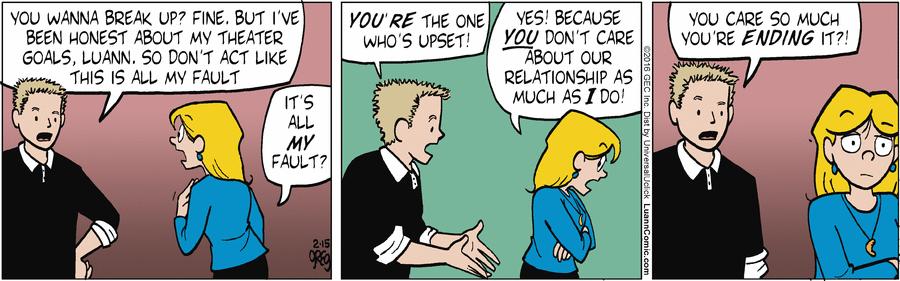 YOU WANNA BREAK UP? FINE. BUT I'VE
BEEN HONEST ABOUT MY THEATER
GOALS, LUANN. SO DON'T ACT LIKE
THIS IS ALL MY FAULT
IT'S
ALL
MY
FAULT?
2-15
GREG
YOU'RE THE ONE
WHO'S UPSET!
YES! BECAUSE
YOU DON'T CARE
ABOUT OUR
RELATIONSHIP AS
MUCH AS I DO!
©2016 GEC Inc. Dist by UniversalUclick LuannComic.com
YOU CARE SO MUCH
YOU'RE ENDING IT?!